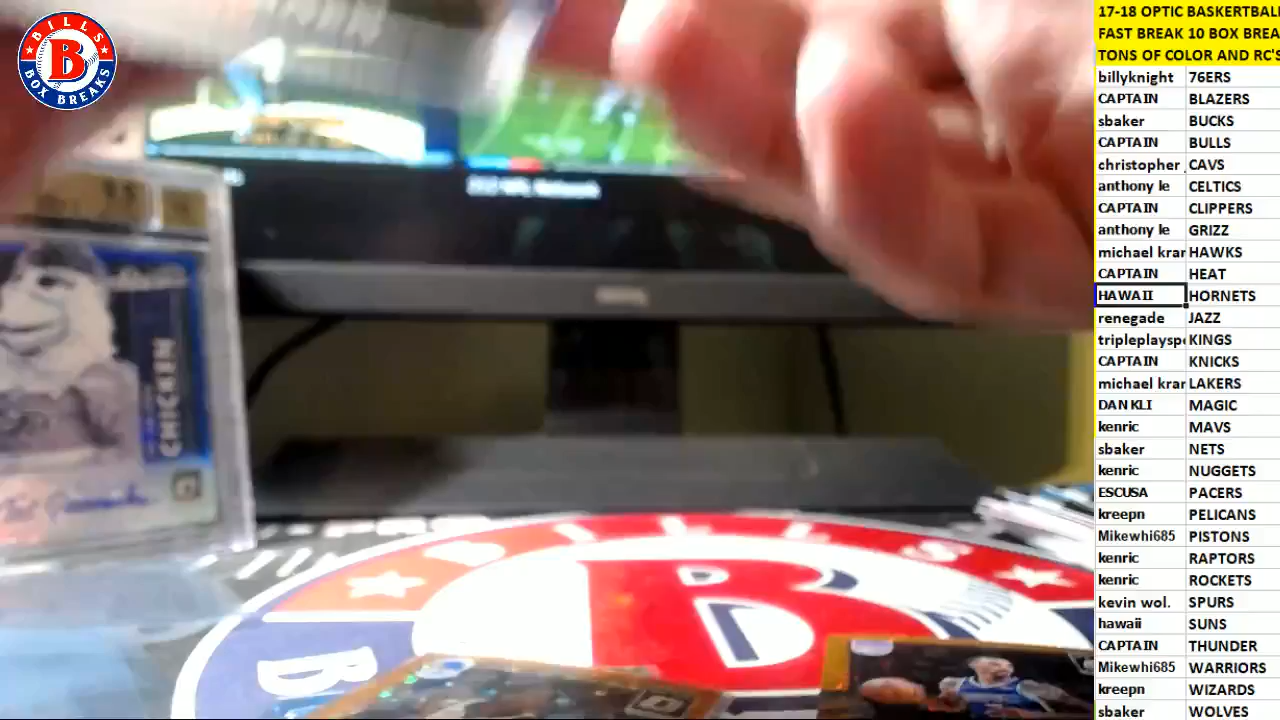 BILLS
B
BOX BREAKS
17-18 OPTIC BASKERTBALL
FAST BREAK 10 BOX BREA
TONS OF COLOR AND RC'S
billyknight 76ERS
CAPTAIN BLAZERS
sbaker BUCKS
CAPTAIN BULLS
christopher CAVS
anthony le CELTICS
CAPTAIN CLIPPERS
anthony le GRIZZ
michael krar HAWKS
CAPTAIN HEAT
HAWAII HORNETS
renegade JAZZ
tripleplayspo KINGS
CAPTAIN KNICKS
michael krar LAKERS
DAN KLI MAGIC
kenric MAVS
sbaker NETS
kenric NUGGETS
ESCUSA PACERS
kreepn PELICANS
Mikewhi685 PISTONS
kenric RAPTORS
kenric ROCKETS
kevin wol. SPURS
hawaii SUNS
CAPTAIN THUNDER
Mikewhi685 WARRIORS
kreepn WIZARDS
sbaker WOLVES
CHICKEN
BILLS
B
B